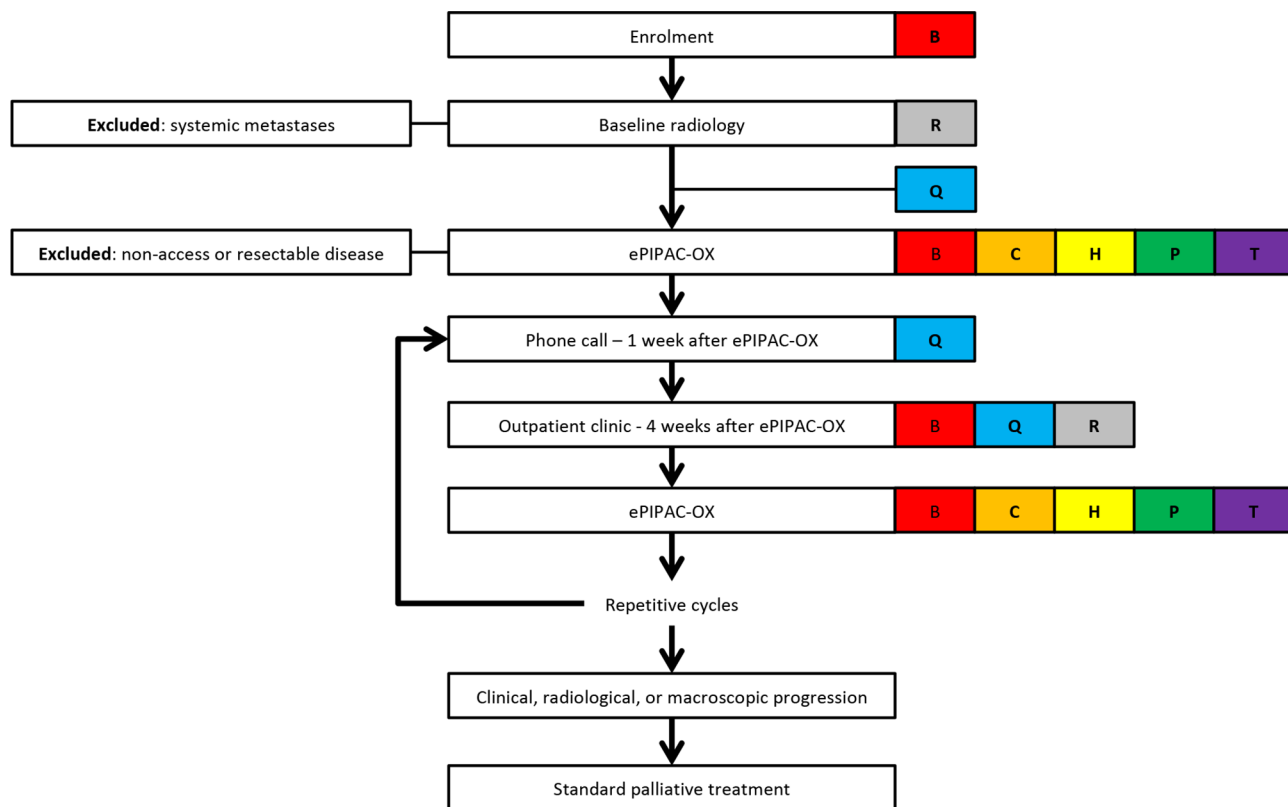 Enrolment B
Excluded: systemic metastases Baseline radiology R
Q
Excluded: non-access or resectable disease ePIPAC-OX B C H P T
Phone call – 1 week after ePIPAC-OX Q
Outpatient clinic - 4 weeks after ePIPAC-OX B Q R
ePIPAC-OX B C H P T
Repetitive cycles
Clinical, radiological, or macroscopic progression
Standard palliative treatment